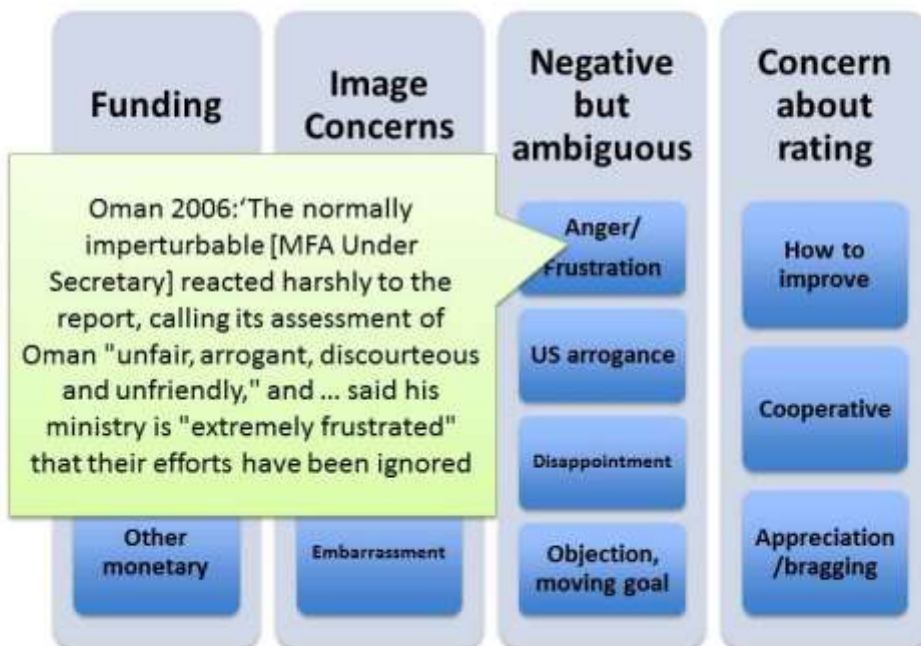 Funding
Image
Concerns
Negative
but
ambiguous
Concern
about
rating
Oman 2006:‘The normally
imperturbable [MFA Under
Secretary] reacted harshly to the
report, calling its assessment of
Oman "unfair, arrogant, discourteous
and unfriendly," and ... said his
ministry is "extremely frustrated"
that their efforts have been ignored
Other
monetary
Embarrassment
Anger/
Frustration
US arrogance
Disappointment
Objection,
moving goal
How to
improve
Cooperative
Appreciation
/bragging